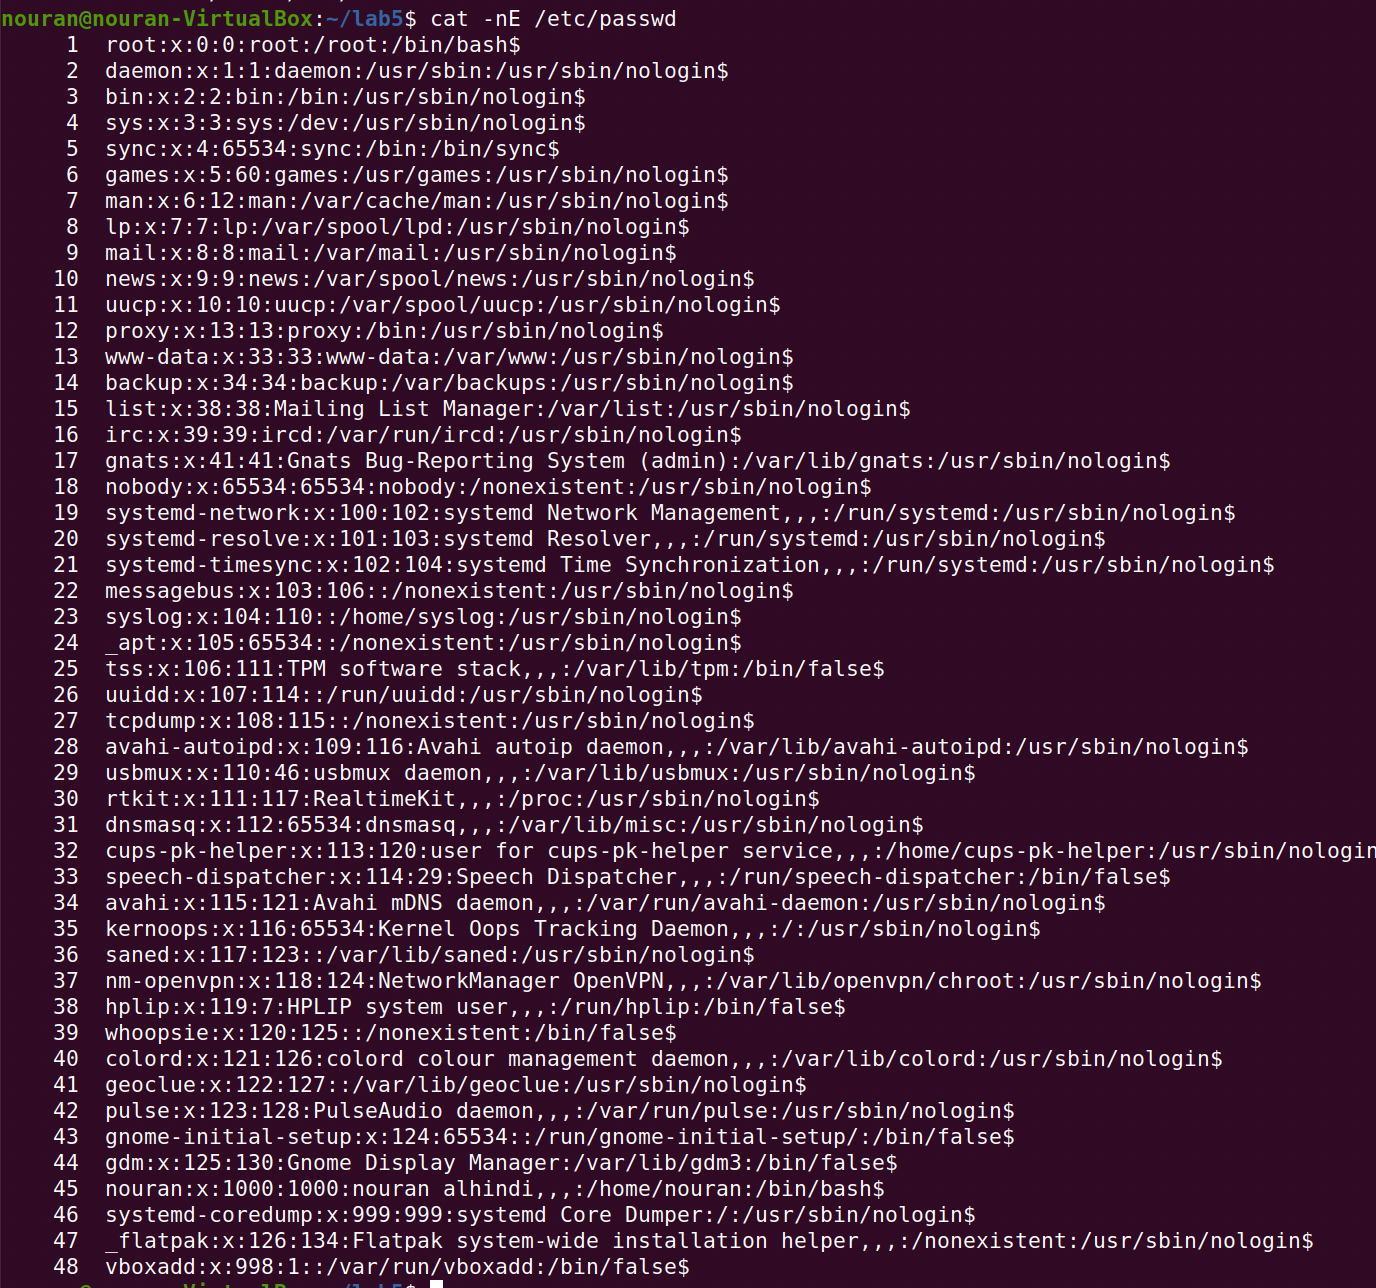 nouran@nouran-VirtualBox:~/lab5$ cat -nE /etc/passwd
     1  root:x:0:0:root:/root:/bin/bash$
     2  daemon:x:1:1:daemon:/usr/sbin:/usr/sbin/nologin$
     3  bin:x:2:2:bin:/bin:/usr/sbin/nologin$
     4  sys:x:3:3:sys:/dev:/usr/sbin/nologin$
     5  sync:x:4:65534:sync:/bin:/bin/sync$
     6  games:x:5:60:games:/usr/games:/usr/sbin/nologin$
     7  man:x:6:12:man:/var/cache/man:/usr/sbin/nologin$
     8  lp:x:7:7:lp:/var/spool/lpd:/usr/sbin/nologin$
     9  mail:x:8:8:mail:/var/mail:/usr/sbin/nologin$
    10  news:x:9:9:news:/var/spool/news:/usr/sbin/nologin$
    11  uucp:x:10:10:uucp:/var/spool/uucp:/usr/sbin/nologin$
    12  proxy:x:13:13:proxy:/bin:/usr/sbin/nologin$
    13  www-data:x:33:33:www-data:/var/www:/usr/sbin/nologin$
    14  backup:x:34:34:backup:/var/backups:/usr/sbin/nologin$
    15  list:x:38:38:Mailing List Manager:/var/list:/usr/sbin/nologin$
    16  irc:x:39:39:ircd:/var/run/ircd:/usr/sbin/nologin$
    17  gnats:x:41:41:Gnats Bug-Reporting System (admin):/var/lib/gnats:/usr/sbin/nologin$
    18  nobody:x:65534:65534:nobody:/nonexistent:/usr/sbin/nologin$
    19  systemd-network:x:100:102:systemd Network Management,,,:/run/systemd:/usr/sbin/nologin$
    20  systemd-resolve:x:101:103:systemd Resolver,,,:/run/systemd:/usr/sbin/nologin$
    21  systemd-timesync:x:102:104:systemd Time Synchronization,,,:/run/systemd:/usr/sbin/nologin$
    22  messagebus:x:103:106::/nonexistent:/usr/sbin/nologin$
    23  syslog:x:104:110::/home/syslog:/usr/sbin/nologin$
    24  _apt:x:105:65534::/nonexistent:/usr/sbin/nologin$
    25  tss:x:106:111:TPM software stack,,,:/var/lib/tpm:/bin/false$
    26  uuidd:x:107:114::/run/uuidd:/usr/sbin/nologin$
    27  tcpdump:x:108:115::/nonexistent:/usr/sbin/nologin$
    28  avahi-autoipd:x:109:116:Avahi autoip daemon,,,:/var/lib/avahi-autoipd:/usr/sbin/nologin$
    29  usbmux:x:110:46:usbmux daemon,,,:/var/lib/usbmux:/usr/sbin/nologin$
    30  rtkit:x:111:117:RealtimeKit,,,:/proc:/usr/sbin/nologin$
    31  dnsmasq:x:112:65534:dnsmasq,,,:/var/lib/misc:/usr/sbin/nologin$
    32  cups-pk-helper:x:113:120:user for cups-pk-helper service,,,:/home/cups-pk-helper:/usr/sbin/nologin
    33  speech-dispatcher:x:114:29:Speech Dispatcher,,,:/run/speech-dispatcher:/bin/false$
    34  avahi:x:115:121:Avahi mDNS daemon,,,:/var/run/avahi-daemon:/usr/sbin/nologin$
    35  kernoops:x:116:65534:Kernel Oops Tracking Daemon,,,:/:/usr/sbin/nologin$
    36  saned:x:117:123::/var/lib/saned:/usr/sbin/nologin$
    37  nm-openvpn:x:118:124:NetworkManager OpenVPN,,,:/var/lib/openvpn/chroot:/usr/sbin/nologin$
    38  hplip:x:119:7:HPLIP system user,,,:/run/hplip:/bin/false$
    39  whoopsie:x:120:125::/nonexistent:/bin/false$
    40  colord:x:121:126:colord colour management daemon,,,:/var/lib/colord:/usr/sbin/nologin$
    41  geoclue:x:122:127::/var/lib/geoclue:/usr/sbin/nologin$
    42  pulse:x:123:128:PulseAudio daemon,,,:/var/run/pulse:/usr/sbin/nologin$
    43  gnome-initial-setup:x:124:65534::/run/gnome-initial-setup/:/bin/false$
    44  gdm:x:125:130:Gnome Display Manager:/var/lib/gdm3:/bin/false$
    45  nouran:x:1000:1000:nouran alhindi,,,:/home/nouran:/bin/bash$
    46  systemd-coredump:x:999:999:systemd Core Dumper:/:/usr/sbin/nologin$
    47  _flatpak:x:126:134:Flatpak system-wide installation helper,,,:/nonexistent:/usr/sbin/nologin$
    48  vboxadd:x:998:1::/var/run/vboxadd:/bin/false$
nouran@nouran-VirtualBox:~/lab5$